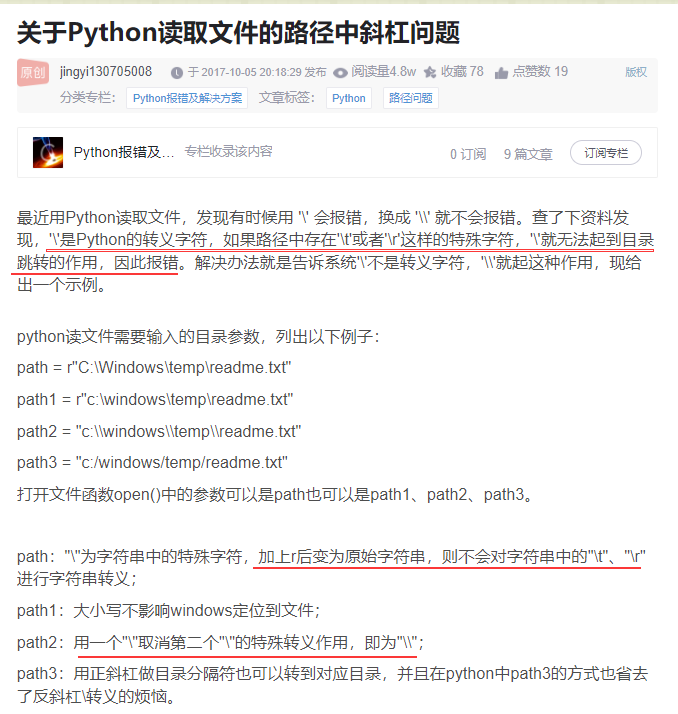 关于Python读取文件的路径中斜杠问题
原创 jingyi130705008 于 2017-10-05 20:18:29 发布 阅读量4.8w 收藏 78 点赞数 19 版权
分类专栏： Python报错及解决方案 文章标签： Python 路径问题
Python报错及... 专栏收录该内容 0 订阅 9 篇文章 订阅专栏
最近用Python读取文件，发现有时候用 '\' 会报错，换成 '\\' 就不会报错。查了下资料发
现，'\'是Python的转义字符，如果路径中存在'\t'或者'\r'这样的特殊字符，'\'就无法起到目录
跳转的作用，因此报错。解决办法就是告诉系统'\'不是转义字符，'\\'就起这种作用，现给
出一个示例。
python读文件需要输入的目录参数，列出以下例子：
path = r"C:\Windows\temp\readme.txt"
path1 = r"c:\windows\temp\readme.txt"
path2 = "c:\\windows\\temp\\readme.txt"
path3 = "c:/windows/temp/readme.txt"
打开文件函数open()中的参数可以是path也可以是path1、path2、path3。
path："\"为字符串中的特殊字符，加上r后变为原始字符串，则不会对字符串中的"\t"、"\r"
进行字符串转义；
path1：大小写不影响windows定位到文件；
path2：用一个"\"取消第二个"\"的特殊转义作用，即为"\\"；
path3：用正斜杠做目录分隔符也可以转到对应目录，并且在python中path3的方式也省去
了反斜杠\转义的烦恼。